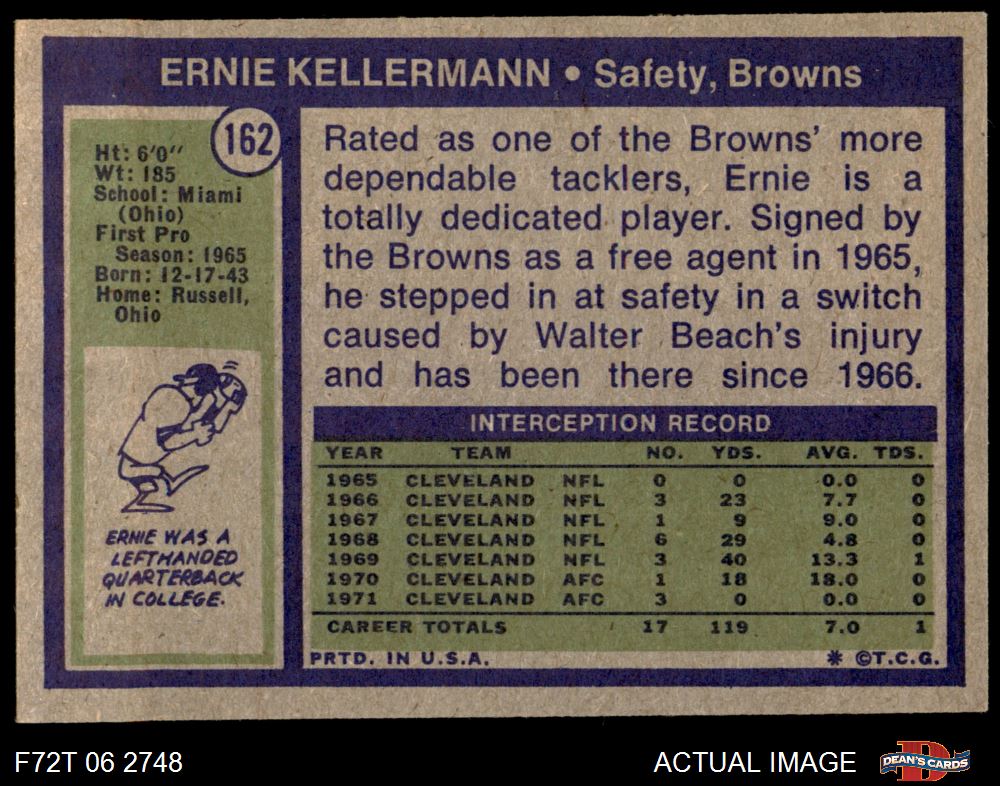 ERNIE KELLERMANN • Safety, Browns
162
Ht: 6'0"
Wt: 185
School: Miami
(Ohio)
First Pro
Season: 1965
Born: 12-17-43
Home: Russell,
Ohio
ERNIE WAS A
LEFTHANDED
QUARTERBACK
IN COLLEGE.
Rated as one of the Browns' more
dependable tacklers, Ernie is a
totally dedicated player. Signed by
the Browns as a free agent in 1965,
he stepped in at safety in a switch
caused by Walter Beach's injury
and has been there since 1966.
INTERCEPTION RECORD
YEAR TEAM NO. YDS. AVG. TDS.
1965 CLEVELAND NFL 0 0 0.0 0
1966 CLEVELAND NFL 3 23 7.7 0
1967 CLEVELAND NFL 1 9 9.0 0
1968 CLEVELAND NFL 6 29 4.8 0
1969 CLEVELAND NFL 3 40 13.3 1
1970 CLEVELAND AFC 1 18 18.0 0
1971 CLEVELAND AFC 3 0 0.0 0
CAREER TOTALS 17 119 7.0 1
PRTD. IN U.S.A. * ©T.C.G.
F72T 06 2748 ACTUAL IMAGE
D
DEAN'S CARDS